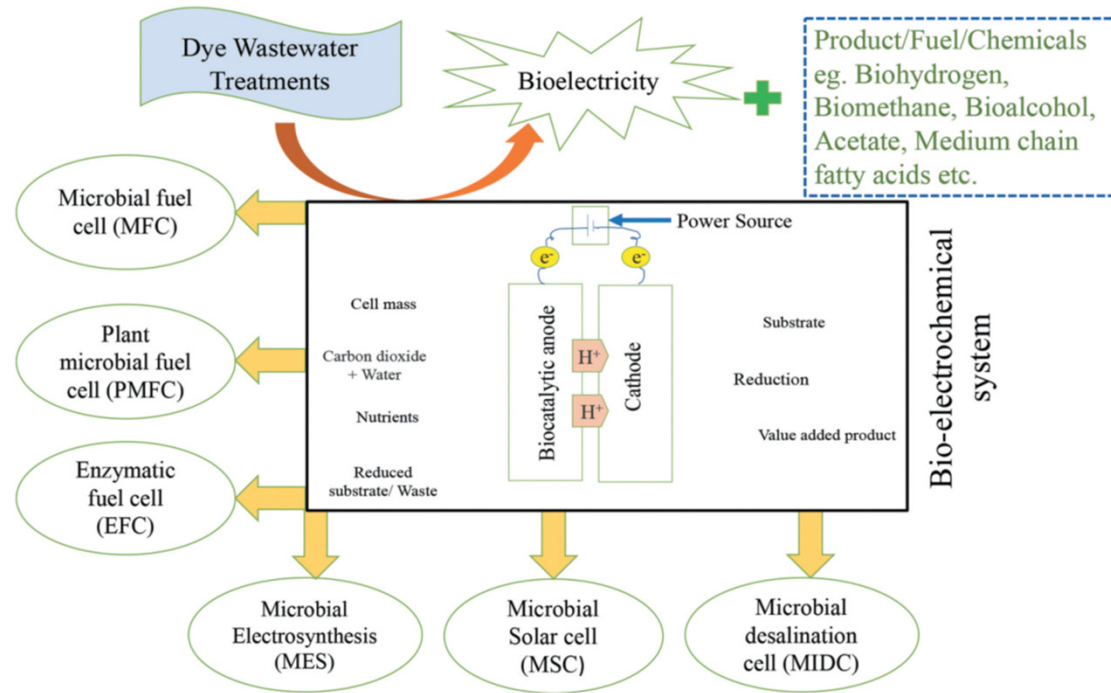 Dye Wastewater
Treatments
Bioelectricity
Product/Fuel/Chemicals
eg. Biohydrogen,
Biomethane, Bioalcohol,
Acetate, Medium chain
fatty acids etc.
Microbial fuel
cell (MFC)
Plant
microbial fuel
cell (PMFC)
Enzymatic
fuel cell
(EFC)
Power Source
e-
e-
Cell mass
Carbon dioxide
+ Water
Nutrients
Reduced
substrate/ Waste
Biocatalytic anode
H+
H+
Cathode
Substrate
Reduction
Value added product
Bio-electrochemical
system
Microbial
Electrosynthesis
(MES)
Microbial
Solar cell
(MSC)
Microbial
desalination
cell (MIDC)